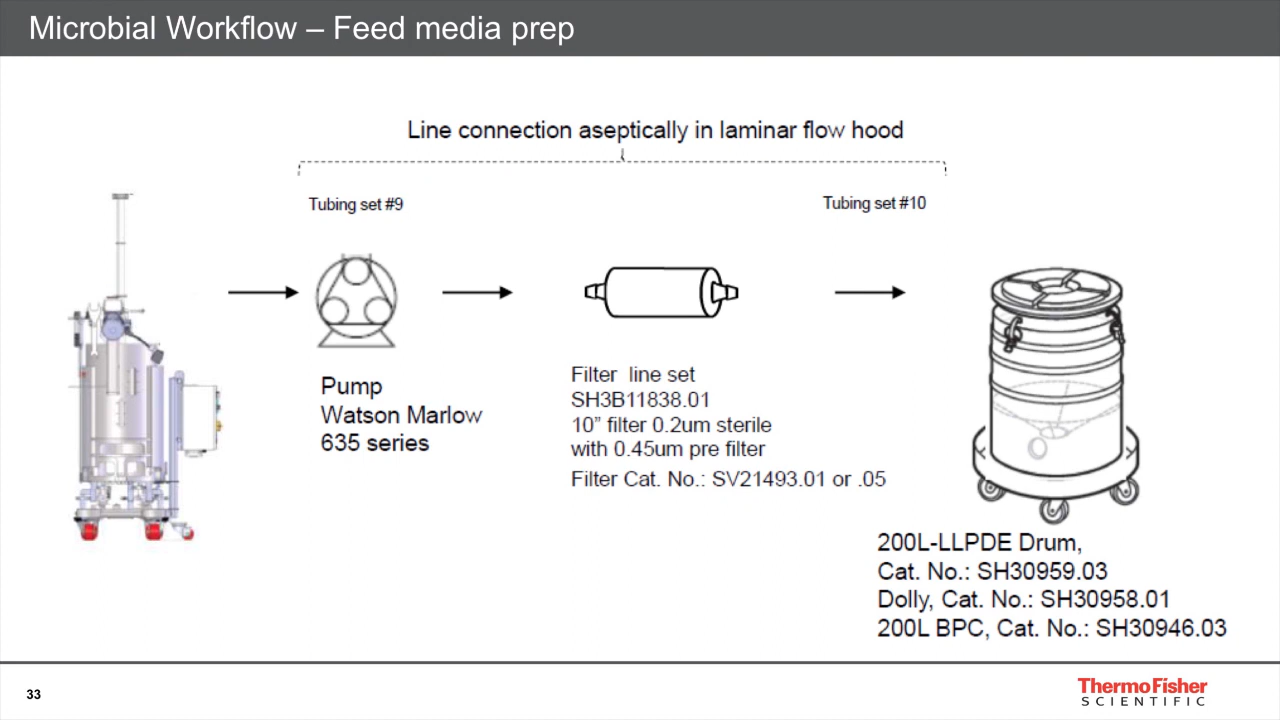 Microbial Workflow – Feed media prep
Line connection aseptically in laminar flow hood
Tubing set #9
Tubing set #10
Pump
Watson Marlow
635 series
Filter line set
SH3B11838.01
10” filter 0.2um sterile
with 0.45um pre filter
Filter Cat. No.: SV21493.01 or .05
200L-LLPDE Drum,
Cat. No.: SH30959.03
Dolly, Cat. No.: SH30958.01
200L BPC, Cat. No.: SH30946.03
33
ThermoFisher
SCIENTIFIC